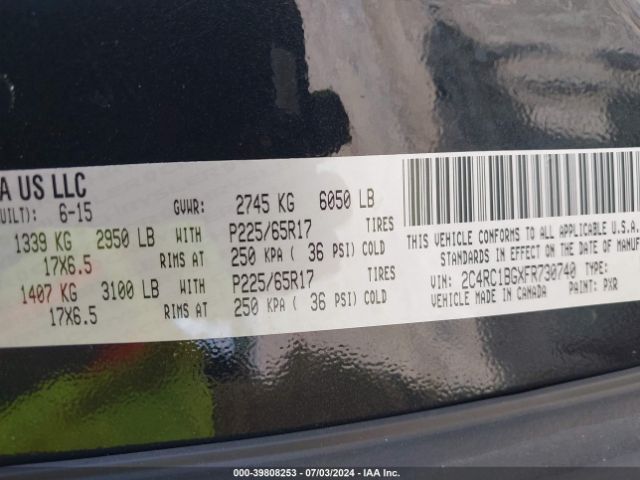 A US LLC
UILT): 6-15 GVWR: 2745 KG 6050 LB
1339 KG 2950 LB WITH P225/65R17 TIRES
17X6.5 RIMS AT 250 KPA ( 36 PSI) COLD
1407 KG 3100 LB WITH P225/65R17 TIRES
17X6.5 RIMS AT 250 KPA ( 36 PSI) COLD
THIS VEHICLE CONFORMS TO ALL APPLICABLE U.S.A.
STANDARDS IN EFFECT ON THE DATE OF MANUF
VIN: 2C4RC1BGXFR730740 TYPE:
VEHICLE MADE IN CANADA PAINT: PXR
000-39808253 - 07/03/2024 - IAA Inc.